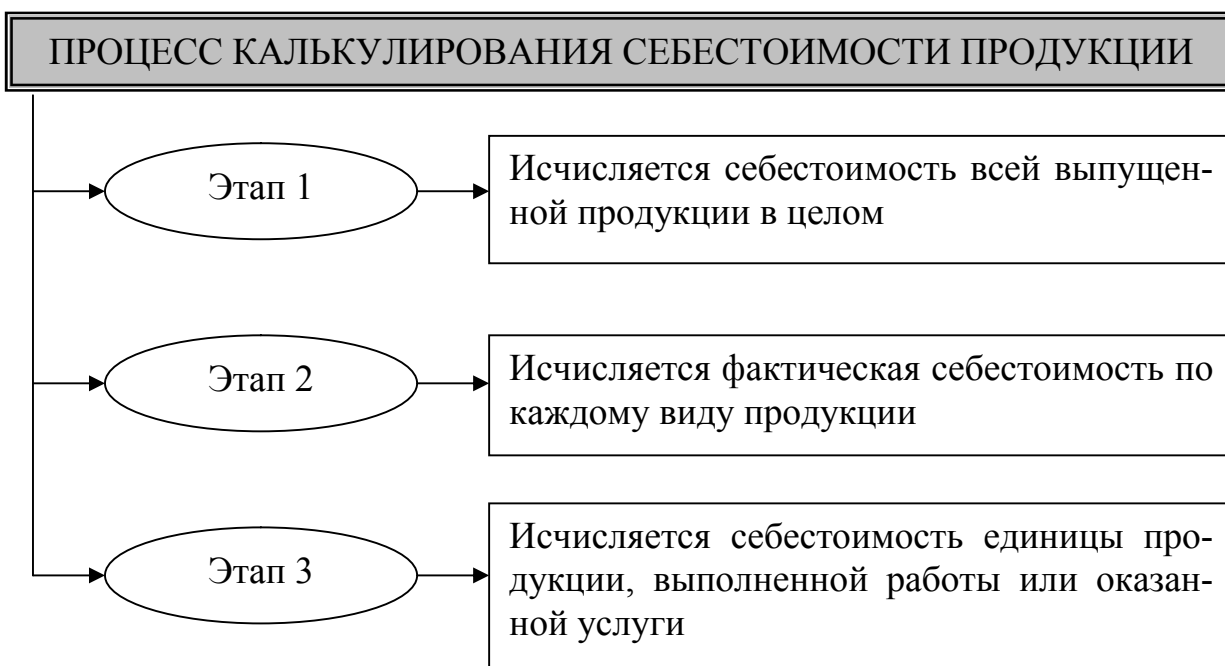 ПРОЦЕСС КАЛЬКУЛИРОВАНИЯ СЕБЕСТОИМОСТИ ПРОДУКЦИИ
Этап 1
Исчисляется себестоимость всей выпущен-
ной продукции в целом
Этап 2
Исчисляется фактическая себестоимость по
каждому виду продукции
Этап 3
Исчисляется себестоимость единицы про-
дукции, выполненной работы или оказан-
ной услуги